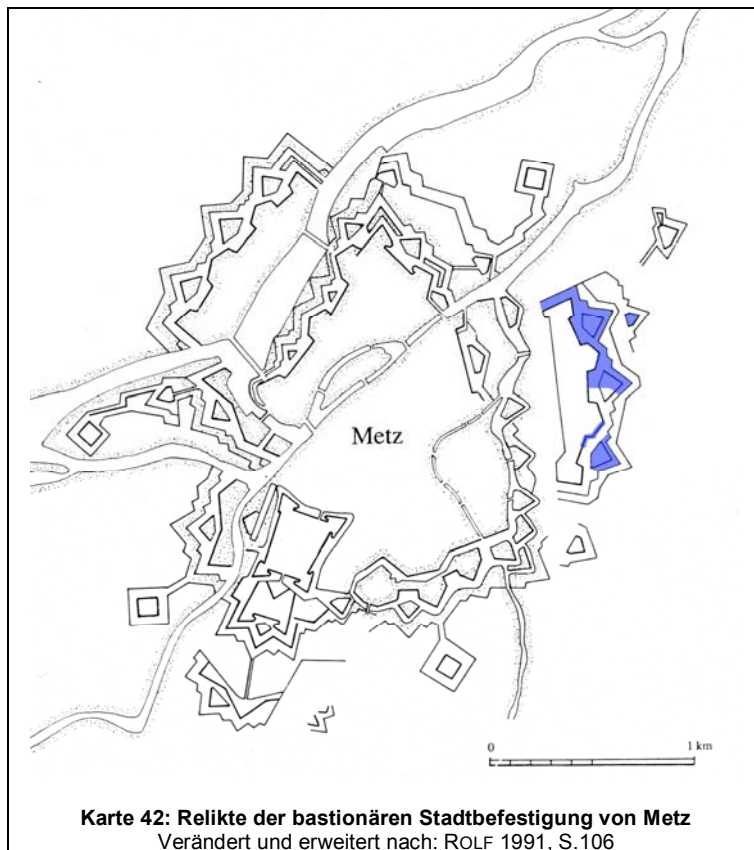 Metz
0 1 km
Karte 42: Relikte der bastionären Stadtbefestigung von Metz
Verändert und erweitert nach: ROLF 1991, S.106